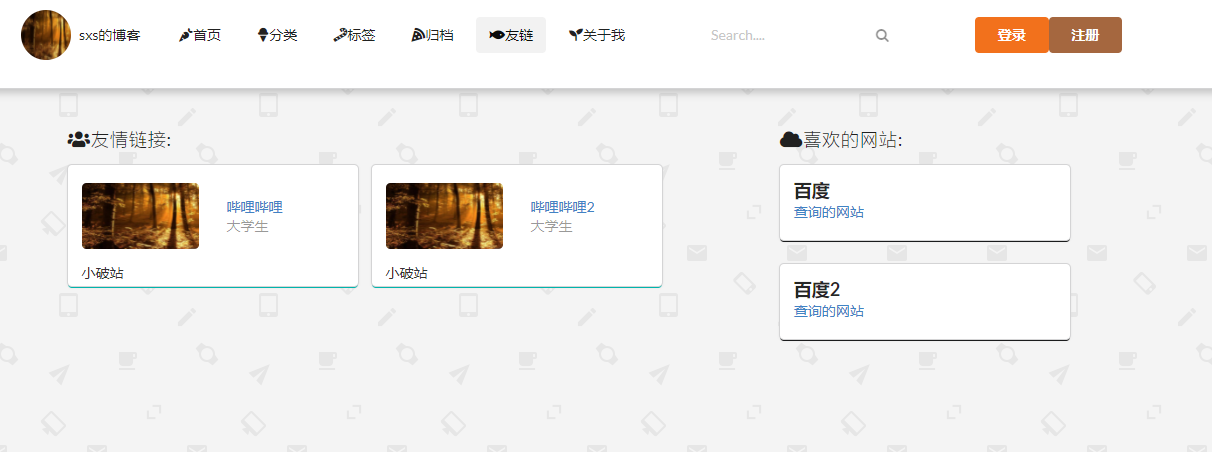 sxs的博客 首页 分类 标签 归档 友链 关于我 Search.... 登录 注册
友情链接:
哔哩哔哩
大学生
小破站
哔哩哔哩2
大学生
小破站
喜欢的网站:
百度
查询的网站
百度2
查询的网站